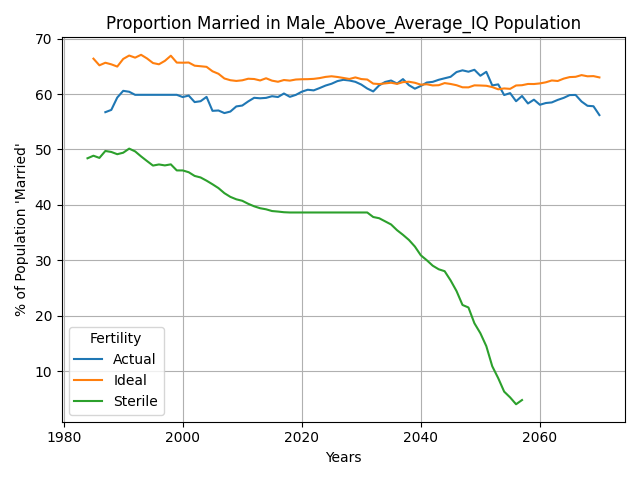 Proportion Married in Male_Above_Average_IQ Population
% of Population 'Married'
70
60
50
40
30
20
10
Fertility
Actual
Ideal
Sterile
1980
2000
2020
2040
2060
Years